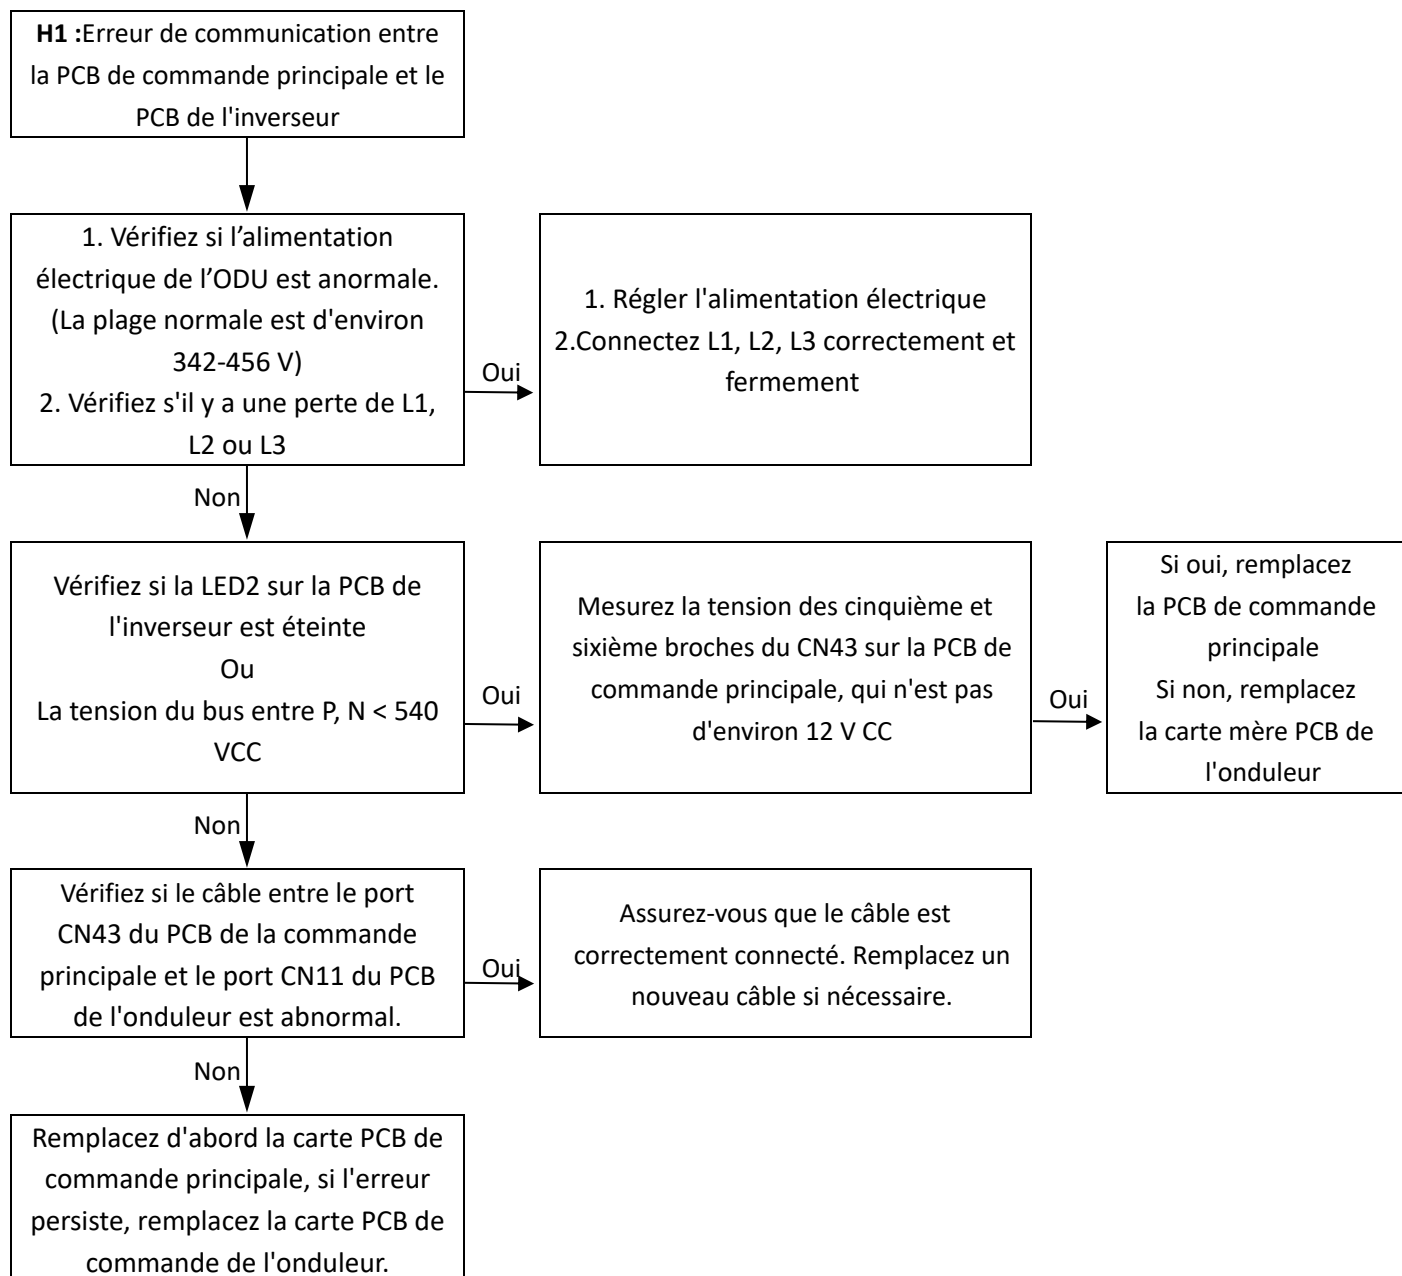 H1 :Erreur de communication entre
la PCB de commande principale et le
PCB de l'inverseur
1. Vérifiez si l’alimentation
électrique de l’ODU est anormale.
(La plage normale est d'environ
342-456 V)
2. Vérifiez s'il y a une perte de L1,
L2 ou L3
Oui
1. Régler l'alimentation électrique
2.Connectez L1, L2, L3 correctement et
fermement
Non
Vérifiez si la LED2 sur la PCB de
l'inverseur est éteinte
Ou
La tension du bus entre P, N < 540
VCC
Oui
Mesurez la tension des cinquième et
sixième broches du CN43 sur la PCB de
commande principale, qui n'est pas
d'environ 12 V CC
Oui
Si oui, remplacez
la PCB de commande
principale
Si non, remplacez
la carte mère PCB de
l'onduleur
Non
Vérifiez si le câble entre le port
CN43 du PCB de la commande
principale et le port CN11 du PCB
de l'onduleur est abnormal.
Oui
Assurez-vous que le câble est
correctement connecté. Remplacez un
nouveau câble si nécessaire.
Non
Remplacez d'abord la carte PCB de
commande principale, si l'erreur
persiste, remplacez la carte PCB de
commande de l'onduleur.